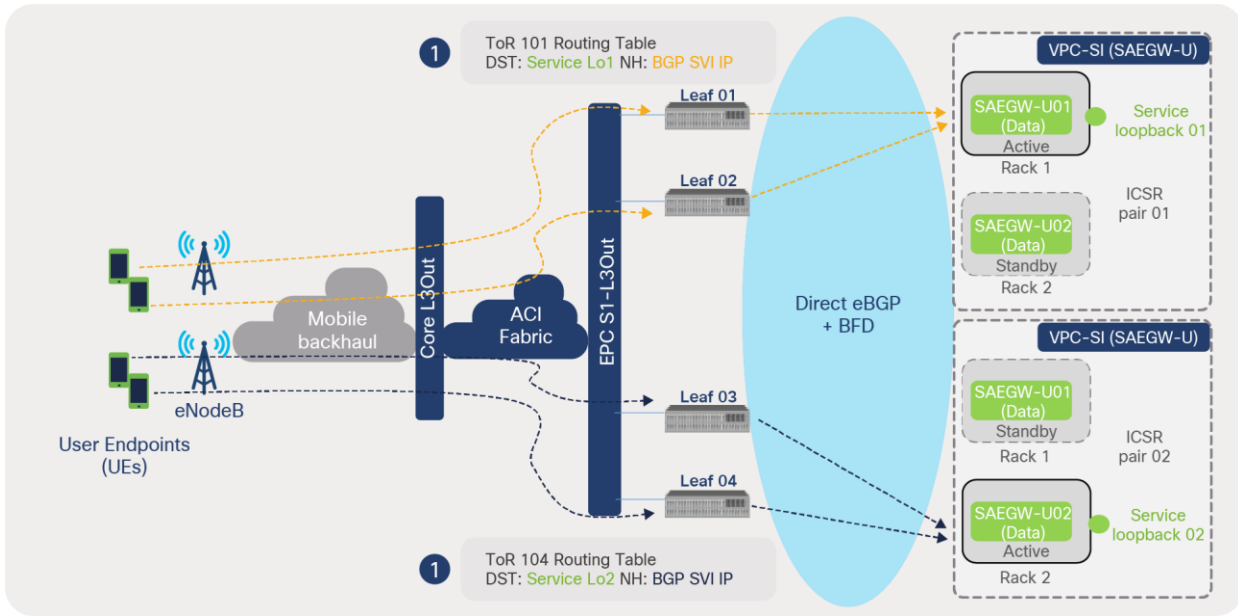 1
ToR 101 Routing Table
DST: Service Lo1 NH: BGP SVI IP
VPC-SI (SAEGW-U)
Leaf 01
SAEGW-U01
(Data)
Active
Rack 1
Service
loopback 01
Leaf 02
ICSR
pair 01
SAEGW-U02
(Data)
Standby
Rack 2
Mobile
backhaul
Core L3Out
ACI
Fabric
EPC S1-L3Out
Direct eBGP
+ BFD
VPC-SI (SAEGW-U)
eNodeB
User Endpoints
(UEs)
Leaf 03
SAEGW-U01
(Data)
Standby
Rack 1
ICSR
pair 02
Leaf 04
SAEGW-U02
(Data)
Active
Rack 2
Service
loopback 02
1
ToR 104 Routing Table
DST: Service Lo2 NH: BGP SVI IP